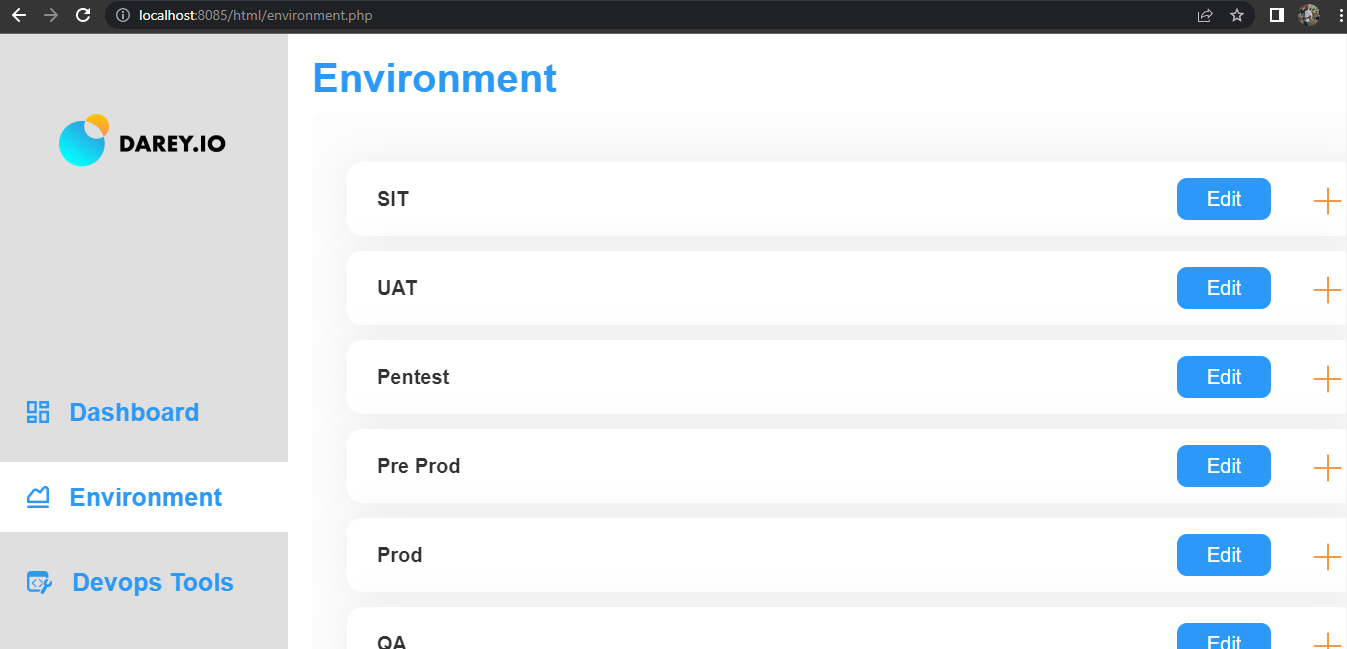 localhost:8085/html/environment.php
Environment
DAREY.IO
SIT Edit
UAT Edit
Pentest Edit
Dashboard
Pre Prod Edit
Environment
Prod Edit
Devops Tools
QA Edit